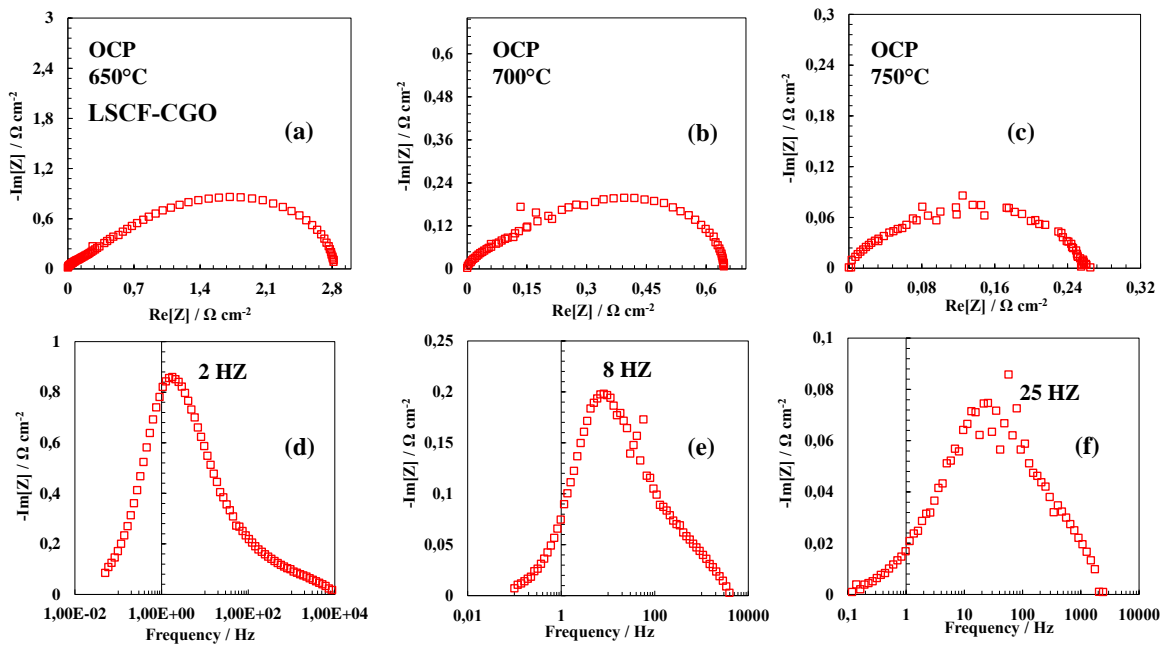 OCP
650°C
LSCF-CGO
(a)
-Im[Z] / Ω cm-2
3
2,4
1,8
1,2
0,6
0
0
0,7
1,4
2,1
2,8
Re[Z] / Ω cm-2
OCP
700°C
(b)
-Im[Z] / Ω cm-2
0,6
0,48
0,36
0,24
0,12
0
0
0,15
0,3
0,45
0,6
Re[Z] / Ω cm-2
OCP
750°C
(c)
-Im[Z] / Ω cm-2
0,3
0,24
0,18
0,12
0,06
0
0
0,08
0,16
0,24
0,32
Re[Z] / Ω cm-2
2 HZ
(d)
-Im[Z] / Ω cm-2
1
0,8
0,6
0,4
0,2
0
1,00E-02
1,00E+00
1,00E+02
1,00E+04
Frequency / Hz
8 HZ
(e)
-Im[Z] / Ω cm-2
0,25
0,2
0,15
0,1
0,05
0
0,01
1
100
10000
Frequency / Hz
25 HZ
(f)
-Im[Z] / Ω cm-2
0,1
0,08
0,06
0,04
0,02
0
0,1
1
10
100
1000
10000
Frequency / Hz